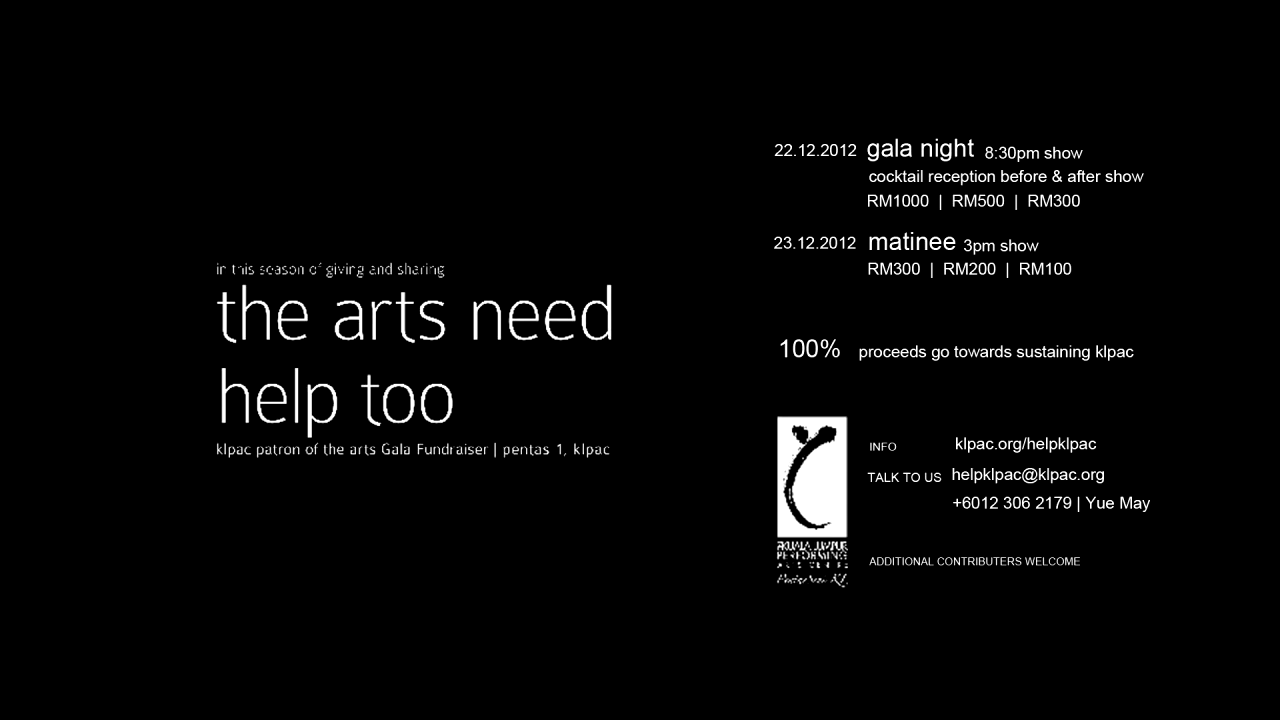 in this season of giving and sharing
the arts need
help too
klpac patron of the arts Gala Fundraiser | pentas 1, klpac
22.12.2012 gala night 8:30pm show
cocktail reception before & after show
RM1000 | RM500 | RM300
23.12.2012 matinee 3pm show
RM300 | RM200 | RM100
100% proceeds go towards sustaining klpac
INFO klpac.org/helpklpac
TALK TO US helpklpac@klpac.org
+6012 306 2179 | Yue May
KUALA LUMPUR
PERFORMING
ADDITIONAL CONTRIBUTERS WELCOME